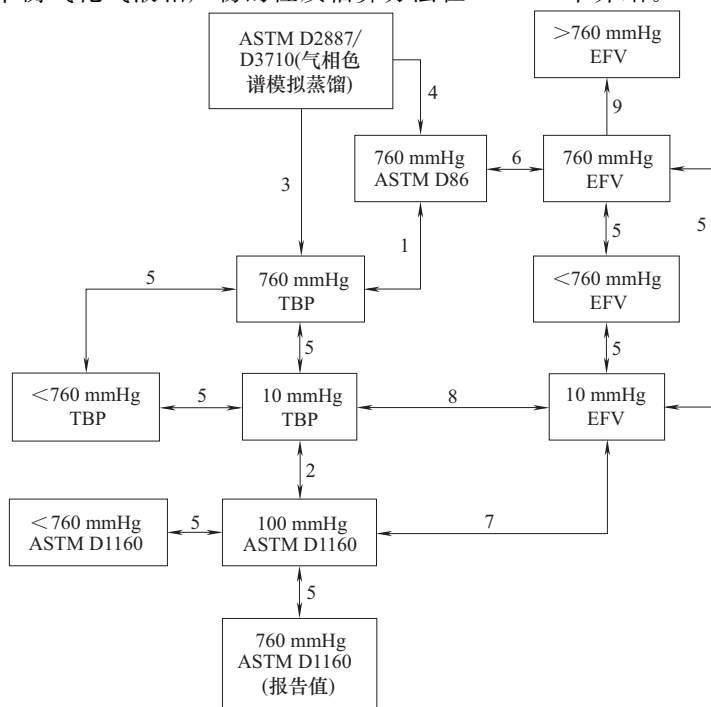 ASTM D2887/
D3710(气相色
谱模拟蒸馏)
>760 mmHg
EFV
4
9
3
760 mmHg
ASTM D86
6
760 mmHg
EFV
5
1
5
5
760 mmHg
TBP
<760 mmHg
EFV
5
5
<760 mmHg
TBP
5
10 mmHg
TBP
8
10 mmHg
EFV
2
<760 mmHg
ASTM D1160
5
100 mmHg
ASTM D1160
7
5
760 mmHg
ASTM D1160
(报告值)